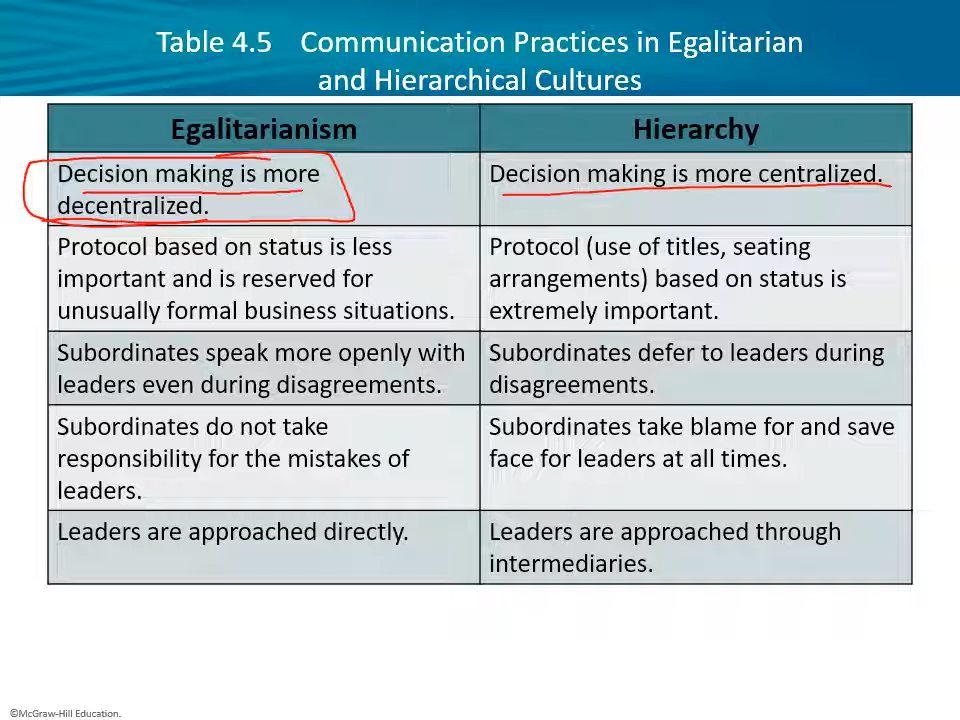 Table 4.5 Communication Practices in Egalitarian
and Hierarchical Cultures
Egalitarianism
Hierarchy
Decision making is more
decentralized.
Decision making is more centralized.
Protocol based on status is less
important and is reserved for
unusually formal business situations.
Protocol (use of titles, seating
arrangements) based on status is
extremely important.
Subordinates speak more openly with
leaders even during disagreements.
Subordinates defer to leaders during
disagreements.
Subordinates do not take
responsibility for the mistakes of
leaders.
Subordinates take blame for and save
face for leaders at all times.
Leaders are approached directly.
Leaders are approached through
intermediaries.
©McGraw-Hill Education.